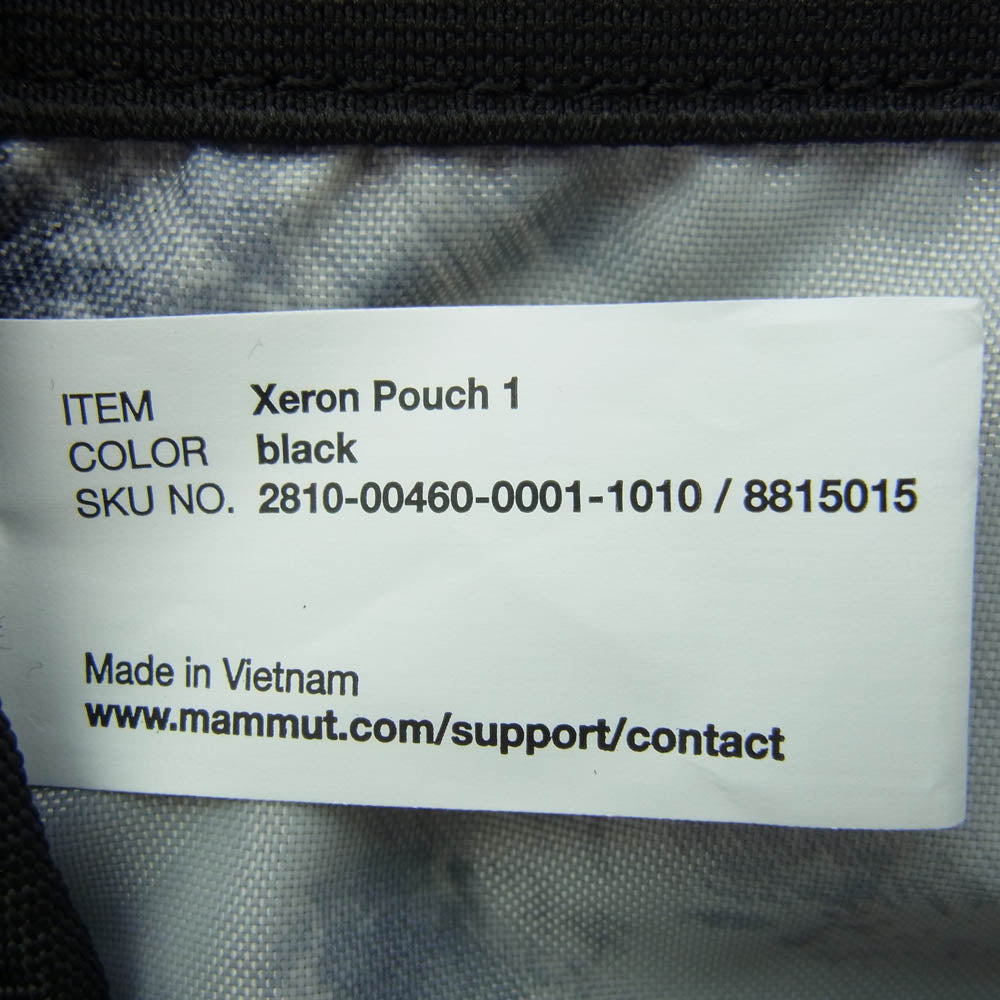 ITEM Xeron Pouch 1
COLOR black
SKU NO. 2810-00460-0001-1010 / 8815015
Made in Vietnam
www.mammut.com/support/contact